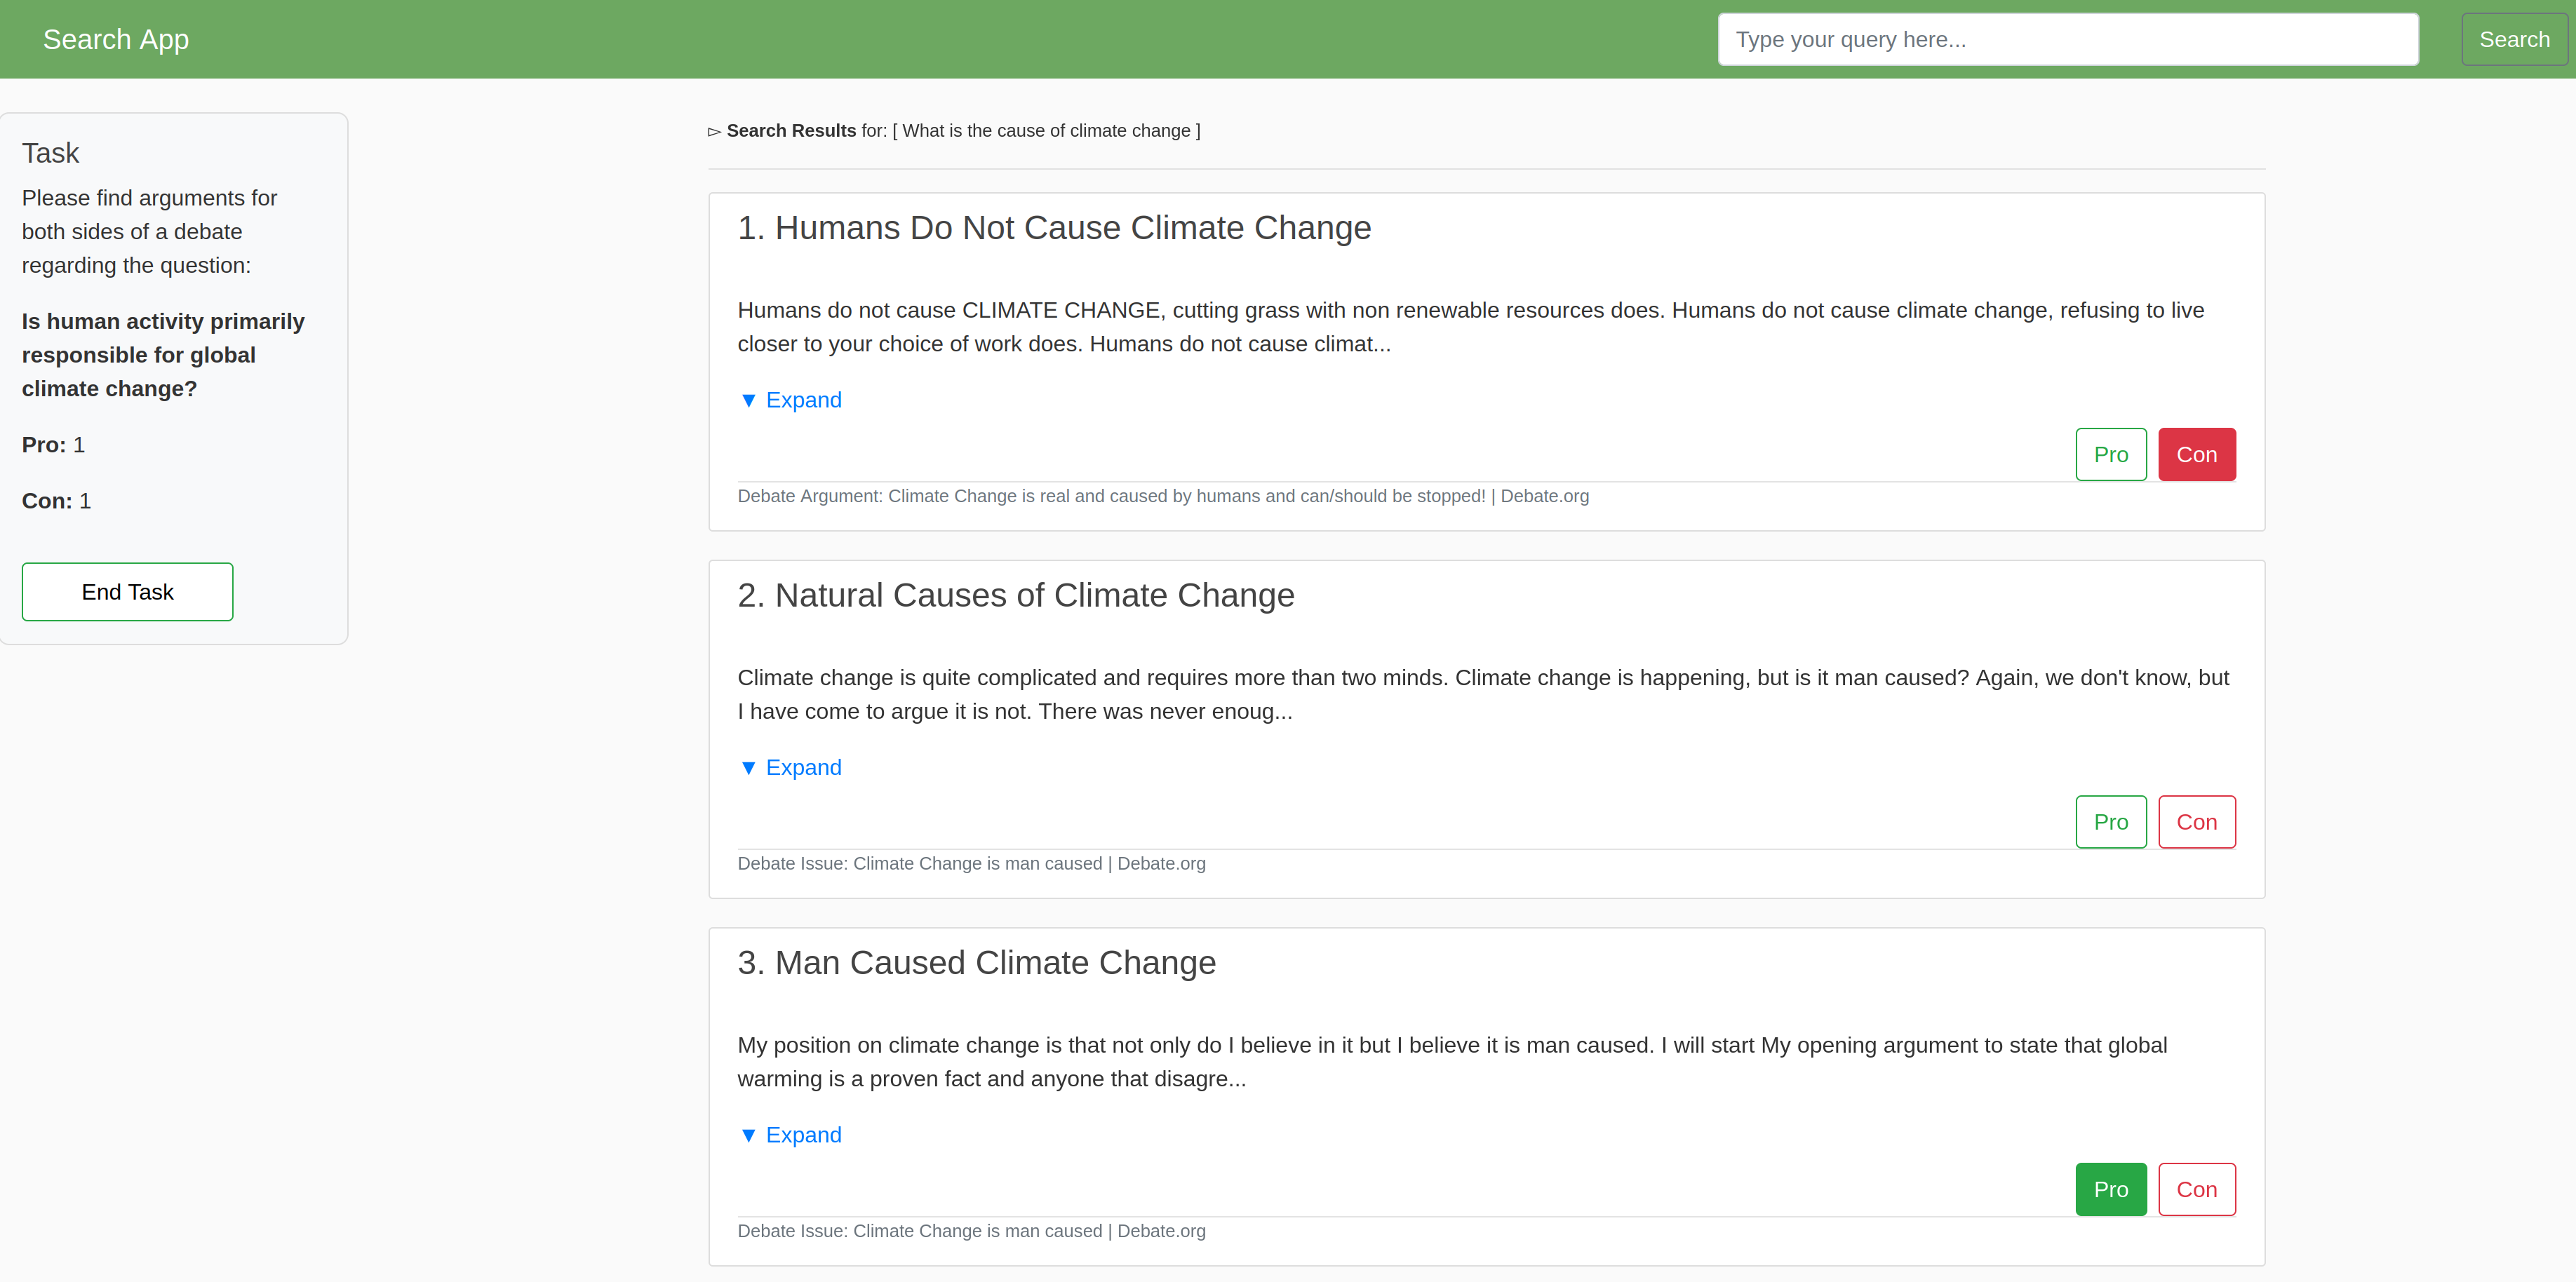 Search App
Type your query here...
Search
Task
Please find arguments for
both sides of a debate
regarding the question:
Is human activity primarily
responsible for global
climate change?
Pro: 1
Con: 1
End Task
▻ Search Results for: [ What is the cause of climate change ]
1. Humans Do Not Cause Climate Change
Humans do not cause CLIMATE CHANGE, cutting grass with non renewable resources does. Humans do not cause climate change, refusing to live
closer to your choice of work does. Humans do not cause climat...
▼ Expand
Pro
Con
Debate Argument: Climate Change is real and caused by humans and can/should be stopped! | Debate.org
2. Natural Causes of Climate Change
Climate change is quite complicated and requires more than two minds. Climate change is happening, but is it man caused? Again, we don't know, but
I have come to argue it is not. There was never enoug...
▼ Expand
Pro
Con
Debate Issue: Climate Change is man caused | Debate.org
3. Man Caused Climate Change
My position on climate change is that not only do I believe in it but I believe it is man caused. I will start My opening argument to state that global
warming is a proven fact and anyone that disagre...
▼ Expand
Pro
Con
Debate Issue: Climate Change is man caused | Debate.org